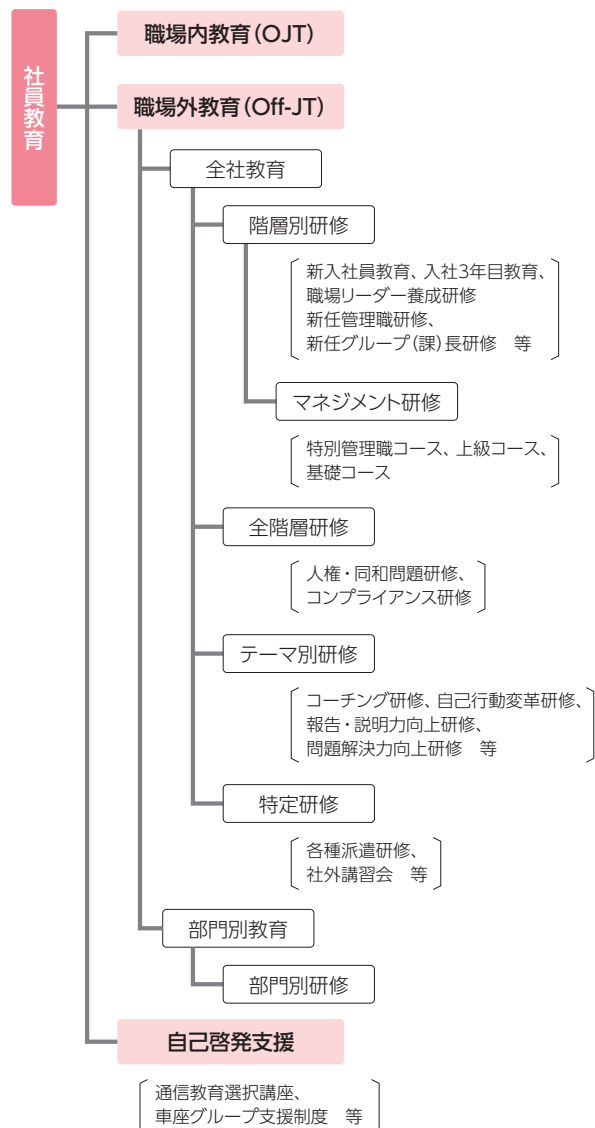 社員教育
職場内教育（OJT）
職場外教育（Off-JT）
全社教育
階層別研修
新入社員教育、入社3年目教育、
職場リーダー養成研修
新任管理職研修、
新任グループ（課）長研修　等
マネジメント研修
特別管理職コース、上級コース、
基礎コース
全階層研修
人権・同和問題研修、
コンプライアンス研修
テーマ別研修
コーチング研修、自己行動変革研修、
報告・説明力向上研修、
問題解決力向上研修　等
特定研修
各種派遣研修、
社外講習会　等
部門別教育
部門別研修
自己啓発支援
通信教育選択講座、
車座グループ支援制度　等